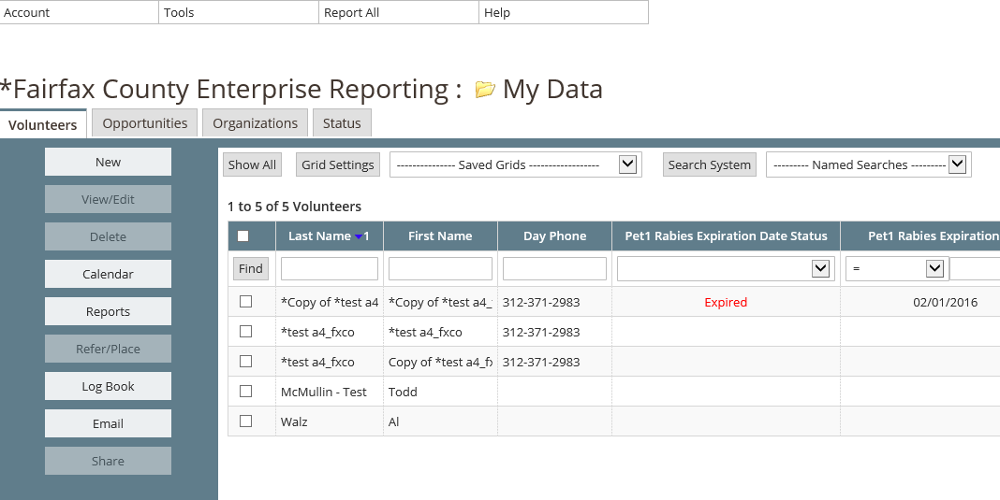 Account Tools Report All Help
*Fairfax County Enterprise Reporting : My Data
Volunteers Opportunities Organizations Status
New
View/Edit
Delete
Calendar
Reports
Refer/Place
Log Book
Email
Share
Show All Grid Settings --------------- Saved Grids ------------------ Search System --------- Named Searches ---------
1 to 5 of 5 Volunteers
Last Name 1 First Name Day Phone Pet1 Rabies Expiration Date Status Pet1 Rabies Expiration
Find =
*Copy of *test a4 *Copy of *test a4_ 312-371-2983 Expired 02/01/2016
*test a4_fxco *test a4_fxco 312-371-2983
*test a4_fxco Copy of *test a4_fx 312-371-2983
McMullin - Test Todd
Walz Al